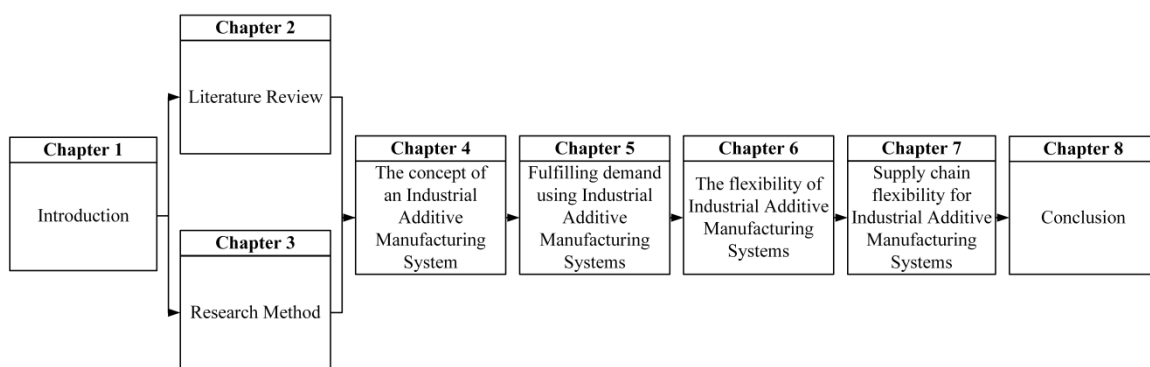 Chapter 1
Introduction
Chapter 2
Literature Review
Chapter 3
Research Method
Chapter 4
The concept of
an Industrial
Additive
Manufacturing
System
Chapter 5
Fulfilling demand
using Industrial
Additive
Manufacturing
Systems
Chapter 6
The flexibility of
Industrial Additive
Manufacturing
Systems
Chapter 7
Supply chain
flexibility for
Industrial Additive
Manufacturing
Systems
Chapter 8
Conclusion